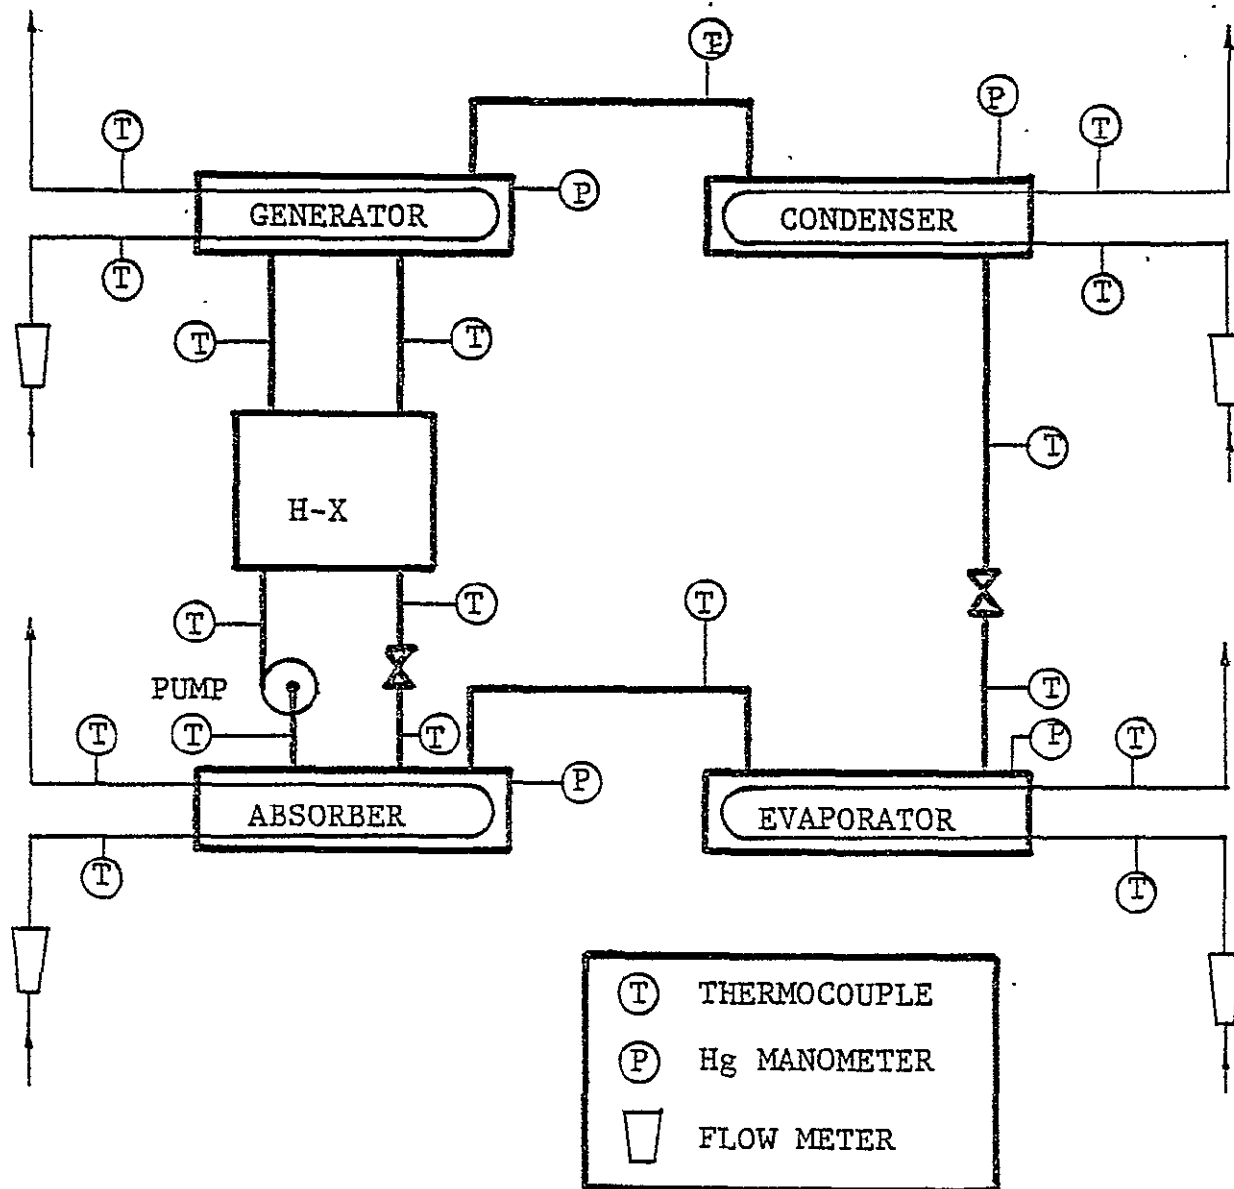 T
P
T
T
GENERATOR
P
CONDENSER
T
T
T
T
T
H-X
T
T
T
PUMP
T
T
T
T
T
P
T
ABSORBER
P
EVAPORATOR
T
T
T THERMOCOUPLE
P Hg MANOMETER
FLOW METER